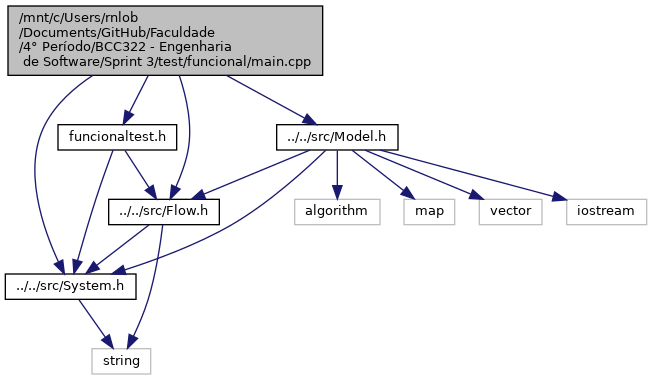 /mnt/c/Users/rnlob
/Documents/GitHub/Faculdade
/4° Período/BCC322 - Engenharia
de Software/Sprint 3/test/funcional/main.cpp
funcionaltest.h
../../src/Model.h
../../src/Flow.h
algorithm
map
vector
iostream
../../src/System.h
string